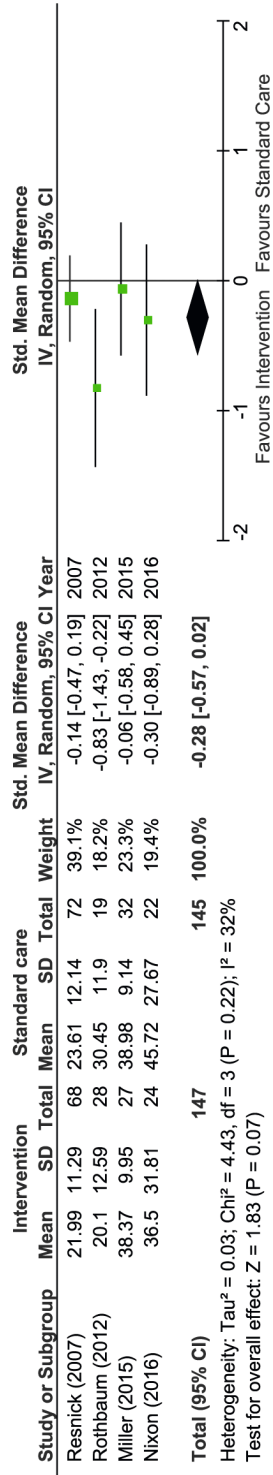 Intervention Standard care Std. Mean Difference Std. Mean Difference
Study or Subgroup Mean SD Total Mean SD Total Weight IV, Random, 95% CI Year IV, Random, 95% CI
Resnick (2007) 21.99 11.29 68 23.61 12.14 72 39.1% -0.14 [-0.47, 0.19] 2007
Rothbaum (2012) 20.1 12.59 28 30.45 11.9 19 18.2% -0.83 [-1.43, -0.22] 2012
Miller (2015) 38.37 9.95 27 38.98 9.14 32 23.3% -0.06 [-0.58, 0.45] 2015
Nixon (2016) 36.5 31.81 24 45.72 27.67 22 19.4% -0.30 [-0.89, 0.28] 2016
Total (95% CI) 147 145 100.0% -0.28 [-0.57, 0.02]
Heterogeneity: Tau² = 0.03; Chi² = 4.43, df = 3 (P = 0.22); I² = 32%
Test for overall effect: Z = 1.83 (P = 0.07)
-2 -1 0 1 2
Favours Intervention Favours Standard Care